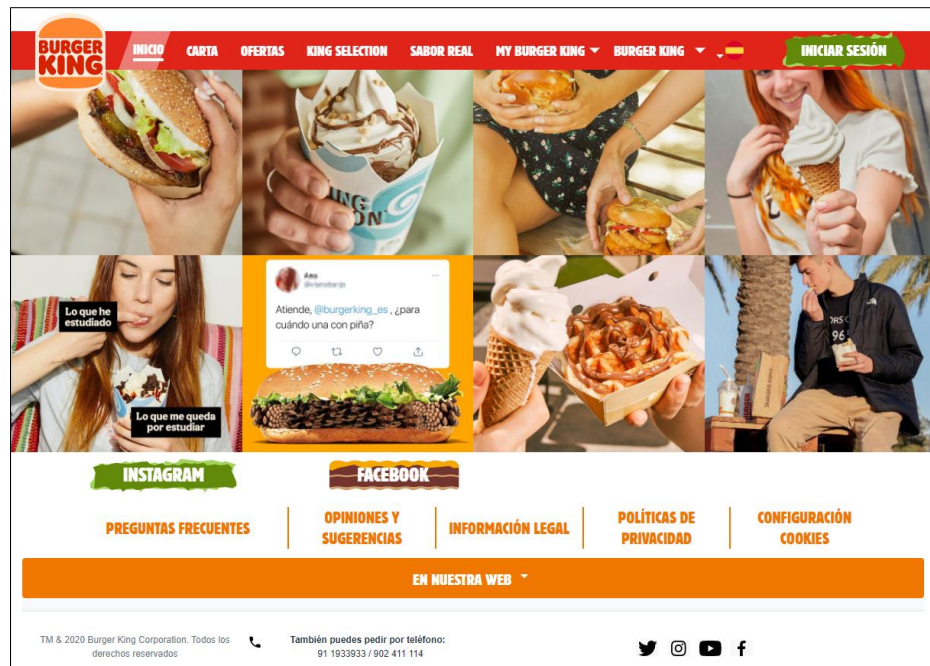 BURGER
KING
INICIO CARTA OFERTAS KING SELECTION SABOR REAL MY BURGER KING BURGER KING INICIAR SESIÓN
Lo que he
estudiado
Lo que me queda
por estudiar
Atiende, @burgerking_es , ¿para
cuándo una con piña?
96
INSTAGRAM FACEBOOK
PREGUNTAS FRECUENTES
OPINIONES Y
SUGERENCIAS
INFORMACIÓN LEGAL
POLÍTICAS DE
PRIVACIDAD
CONFIGURACIÓN
COOKIES
EN NUESTRA WEB
TM & 2020 Burger King Corporation. Todos los
derechos reservados
También puedes pedir por teléfono:
91 1933933 / 902 411 114